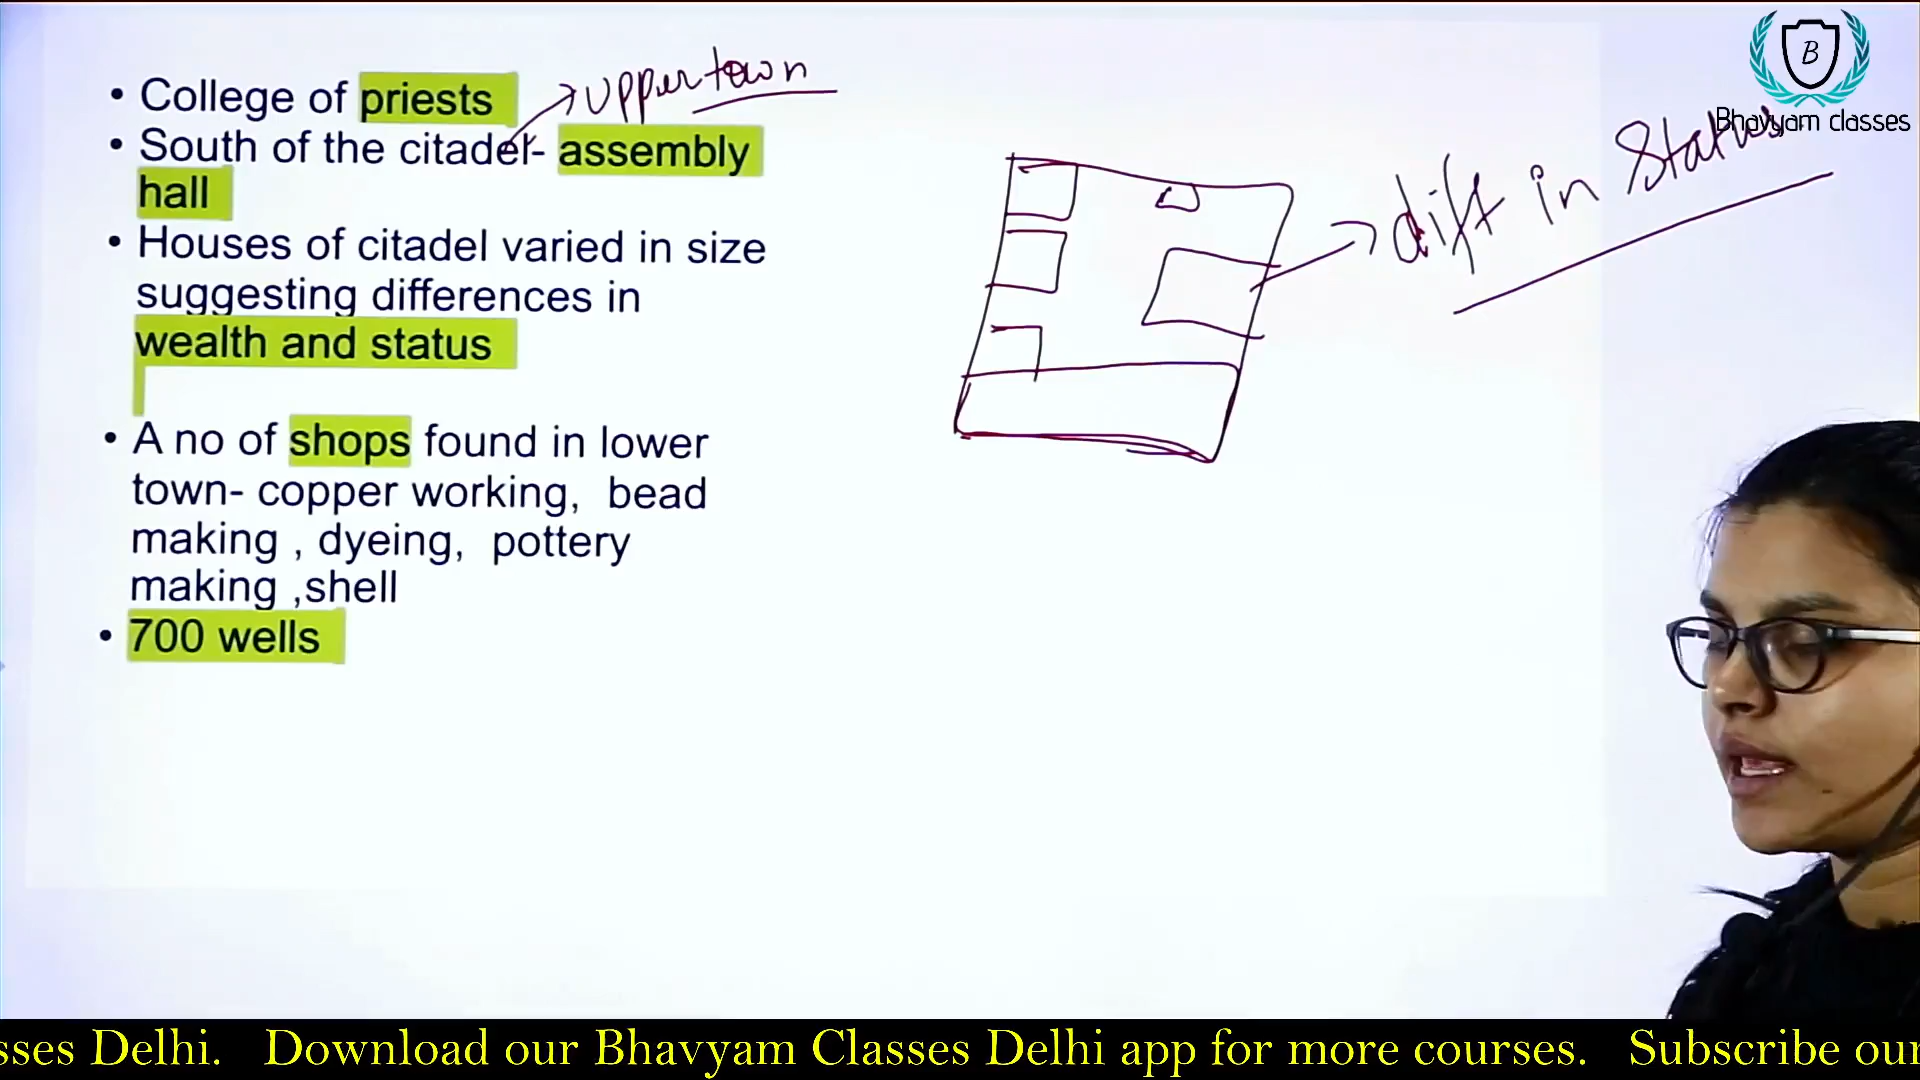 • College of priests
uppertown
• South of the citadel- assembly
hall
• Houses of citadel varied in size
suggesting differences in
wealth and status
• A no of shops found in lower
town- copper working, bead
making , dyeing, pottery
making ,shell
• 700 wells
diff in Status
B
Bhavyam classes
sses Delhi. Download our Bhavyam Classes Delhi app for more courses. Subscribe our